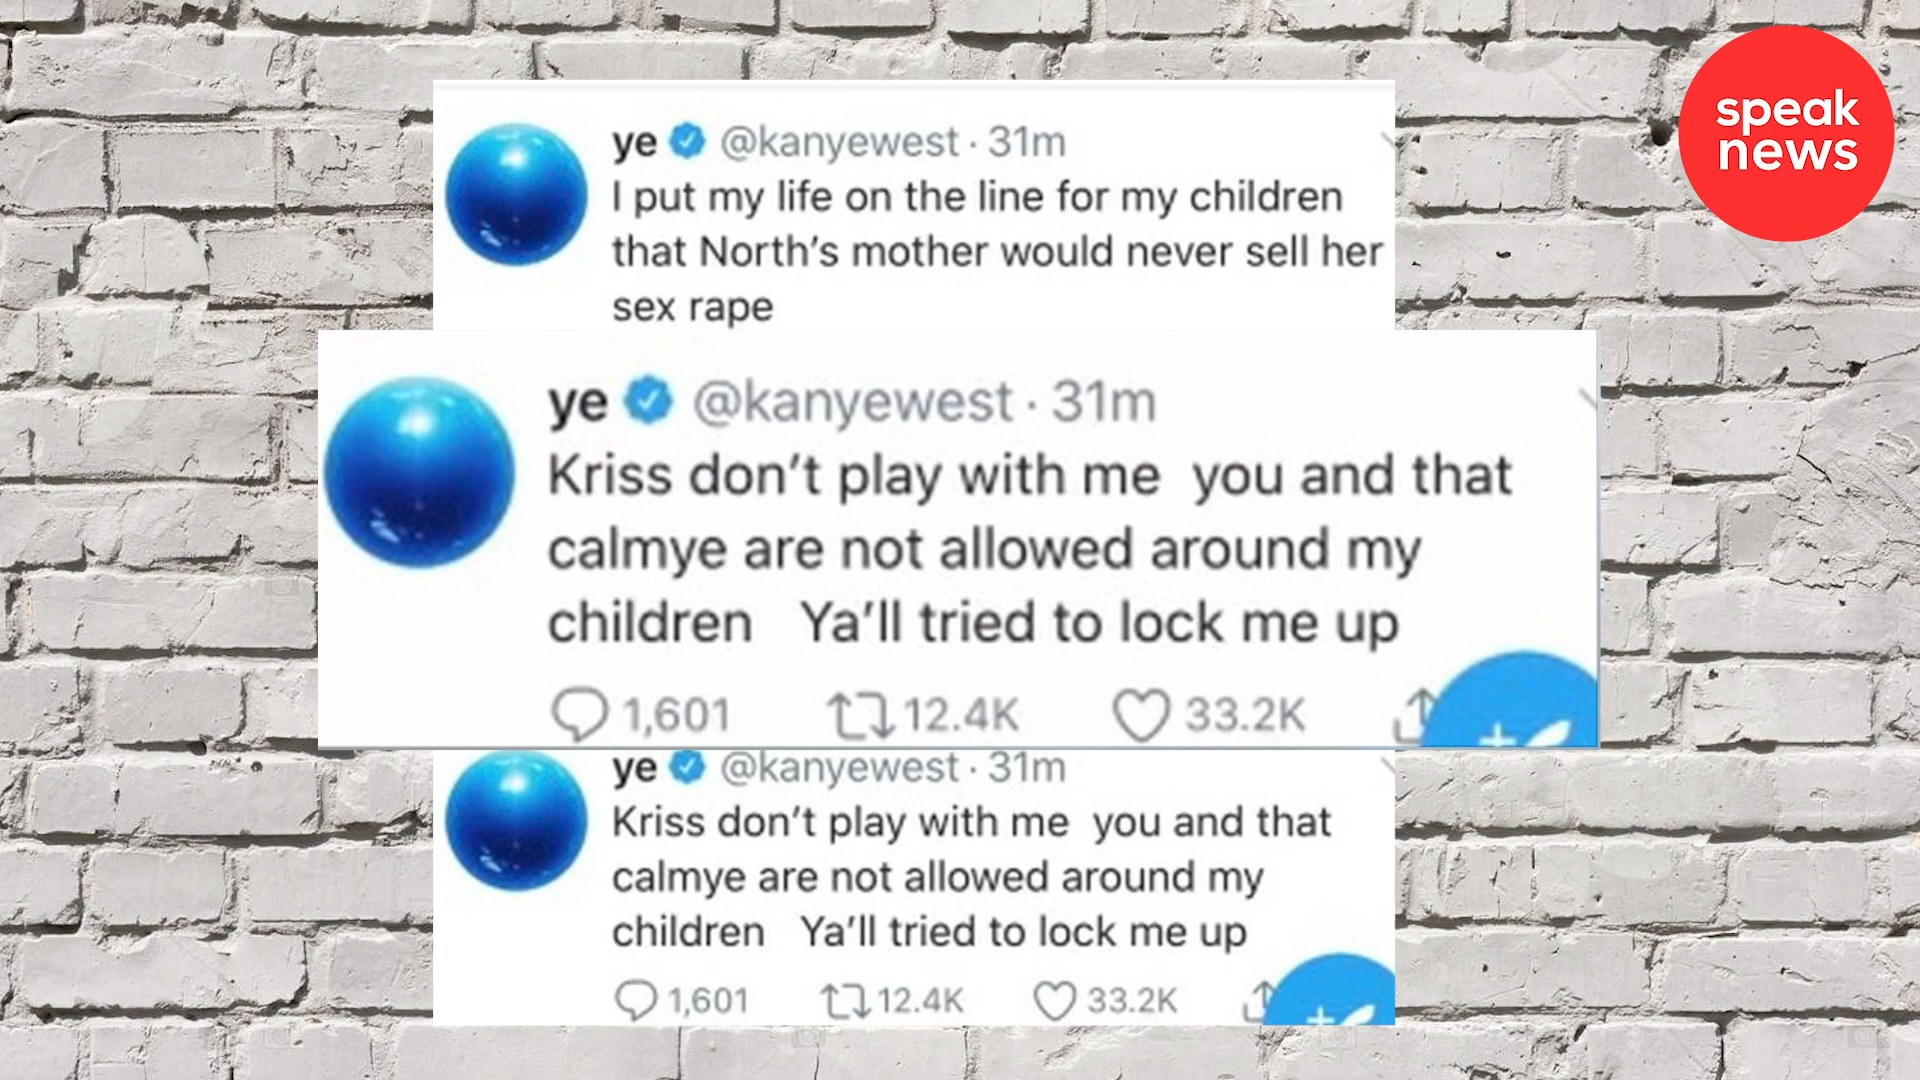 speak
news
ye @kanyewest · 31m
I put my life on the line for my children
that North's mother would never sell her
sex rape
ye @kanyewest · 31m
Kriss don't play with me  you and that
calmye are not allowed around my
children   Ya'll tried to lock me up
1,601 12.4K 33.2K
ye @kanyewest · 31m
Kriss don't play with me  you and that
calmye are not allowed around my
children   Ya'll tried to lock me up
1,601 12.4K 33.2K